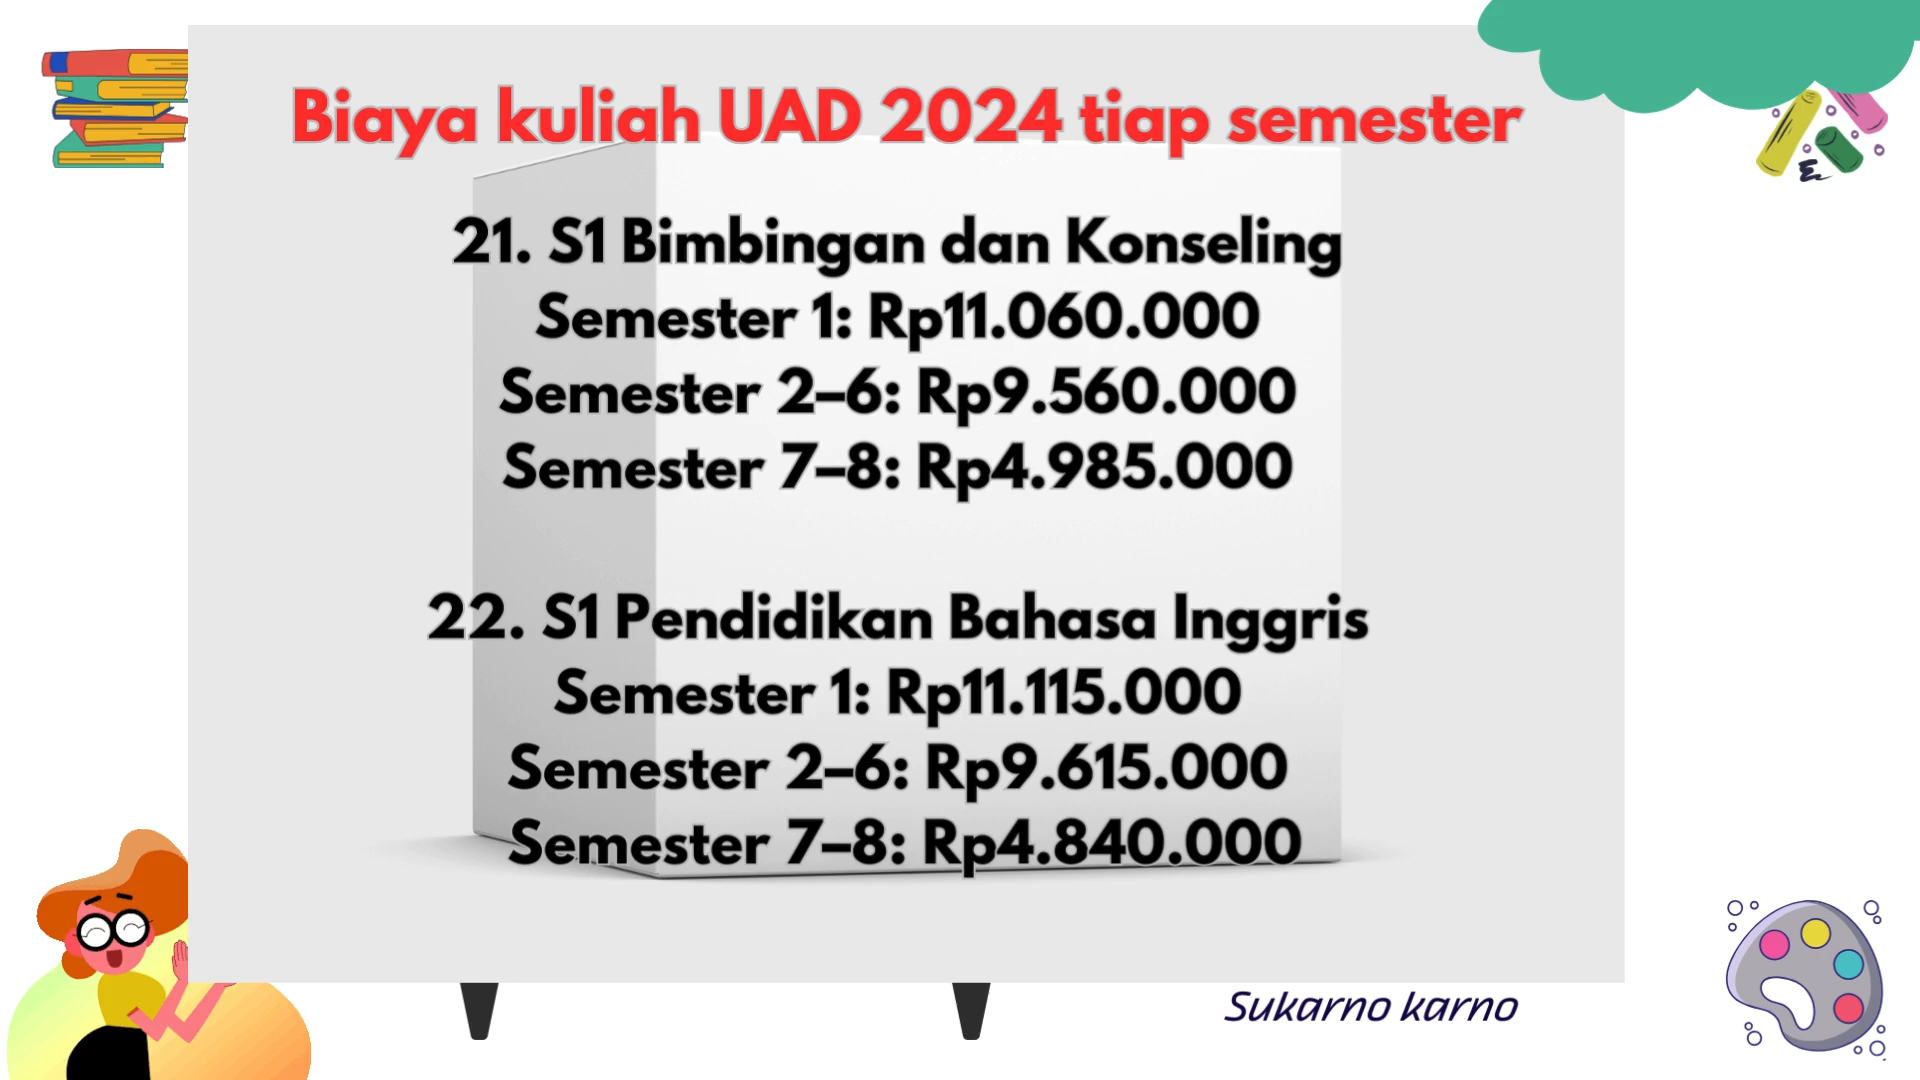 Biaya kuliah UAD 2024 tiap semester
21. S1 Bimbingan dan Konseling
Semester 1: Rp11.060.000
Semester 2–6: Rp9.560.000
Semester 7–8: Rp4.985.000
22. S1 Pendidikan Bahasa Inggris
Semester 1: Rp11.115.000
Semester 2–6: Rp9.615.000
Semester 7–8: Rp4.840.000
Sukarno karno